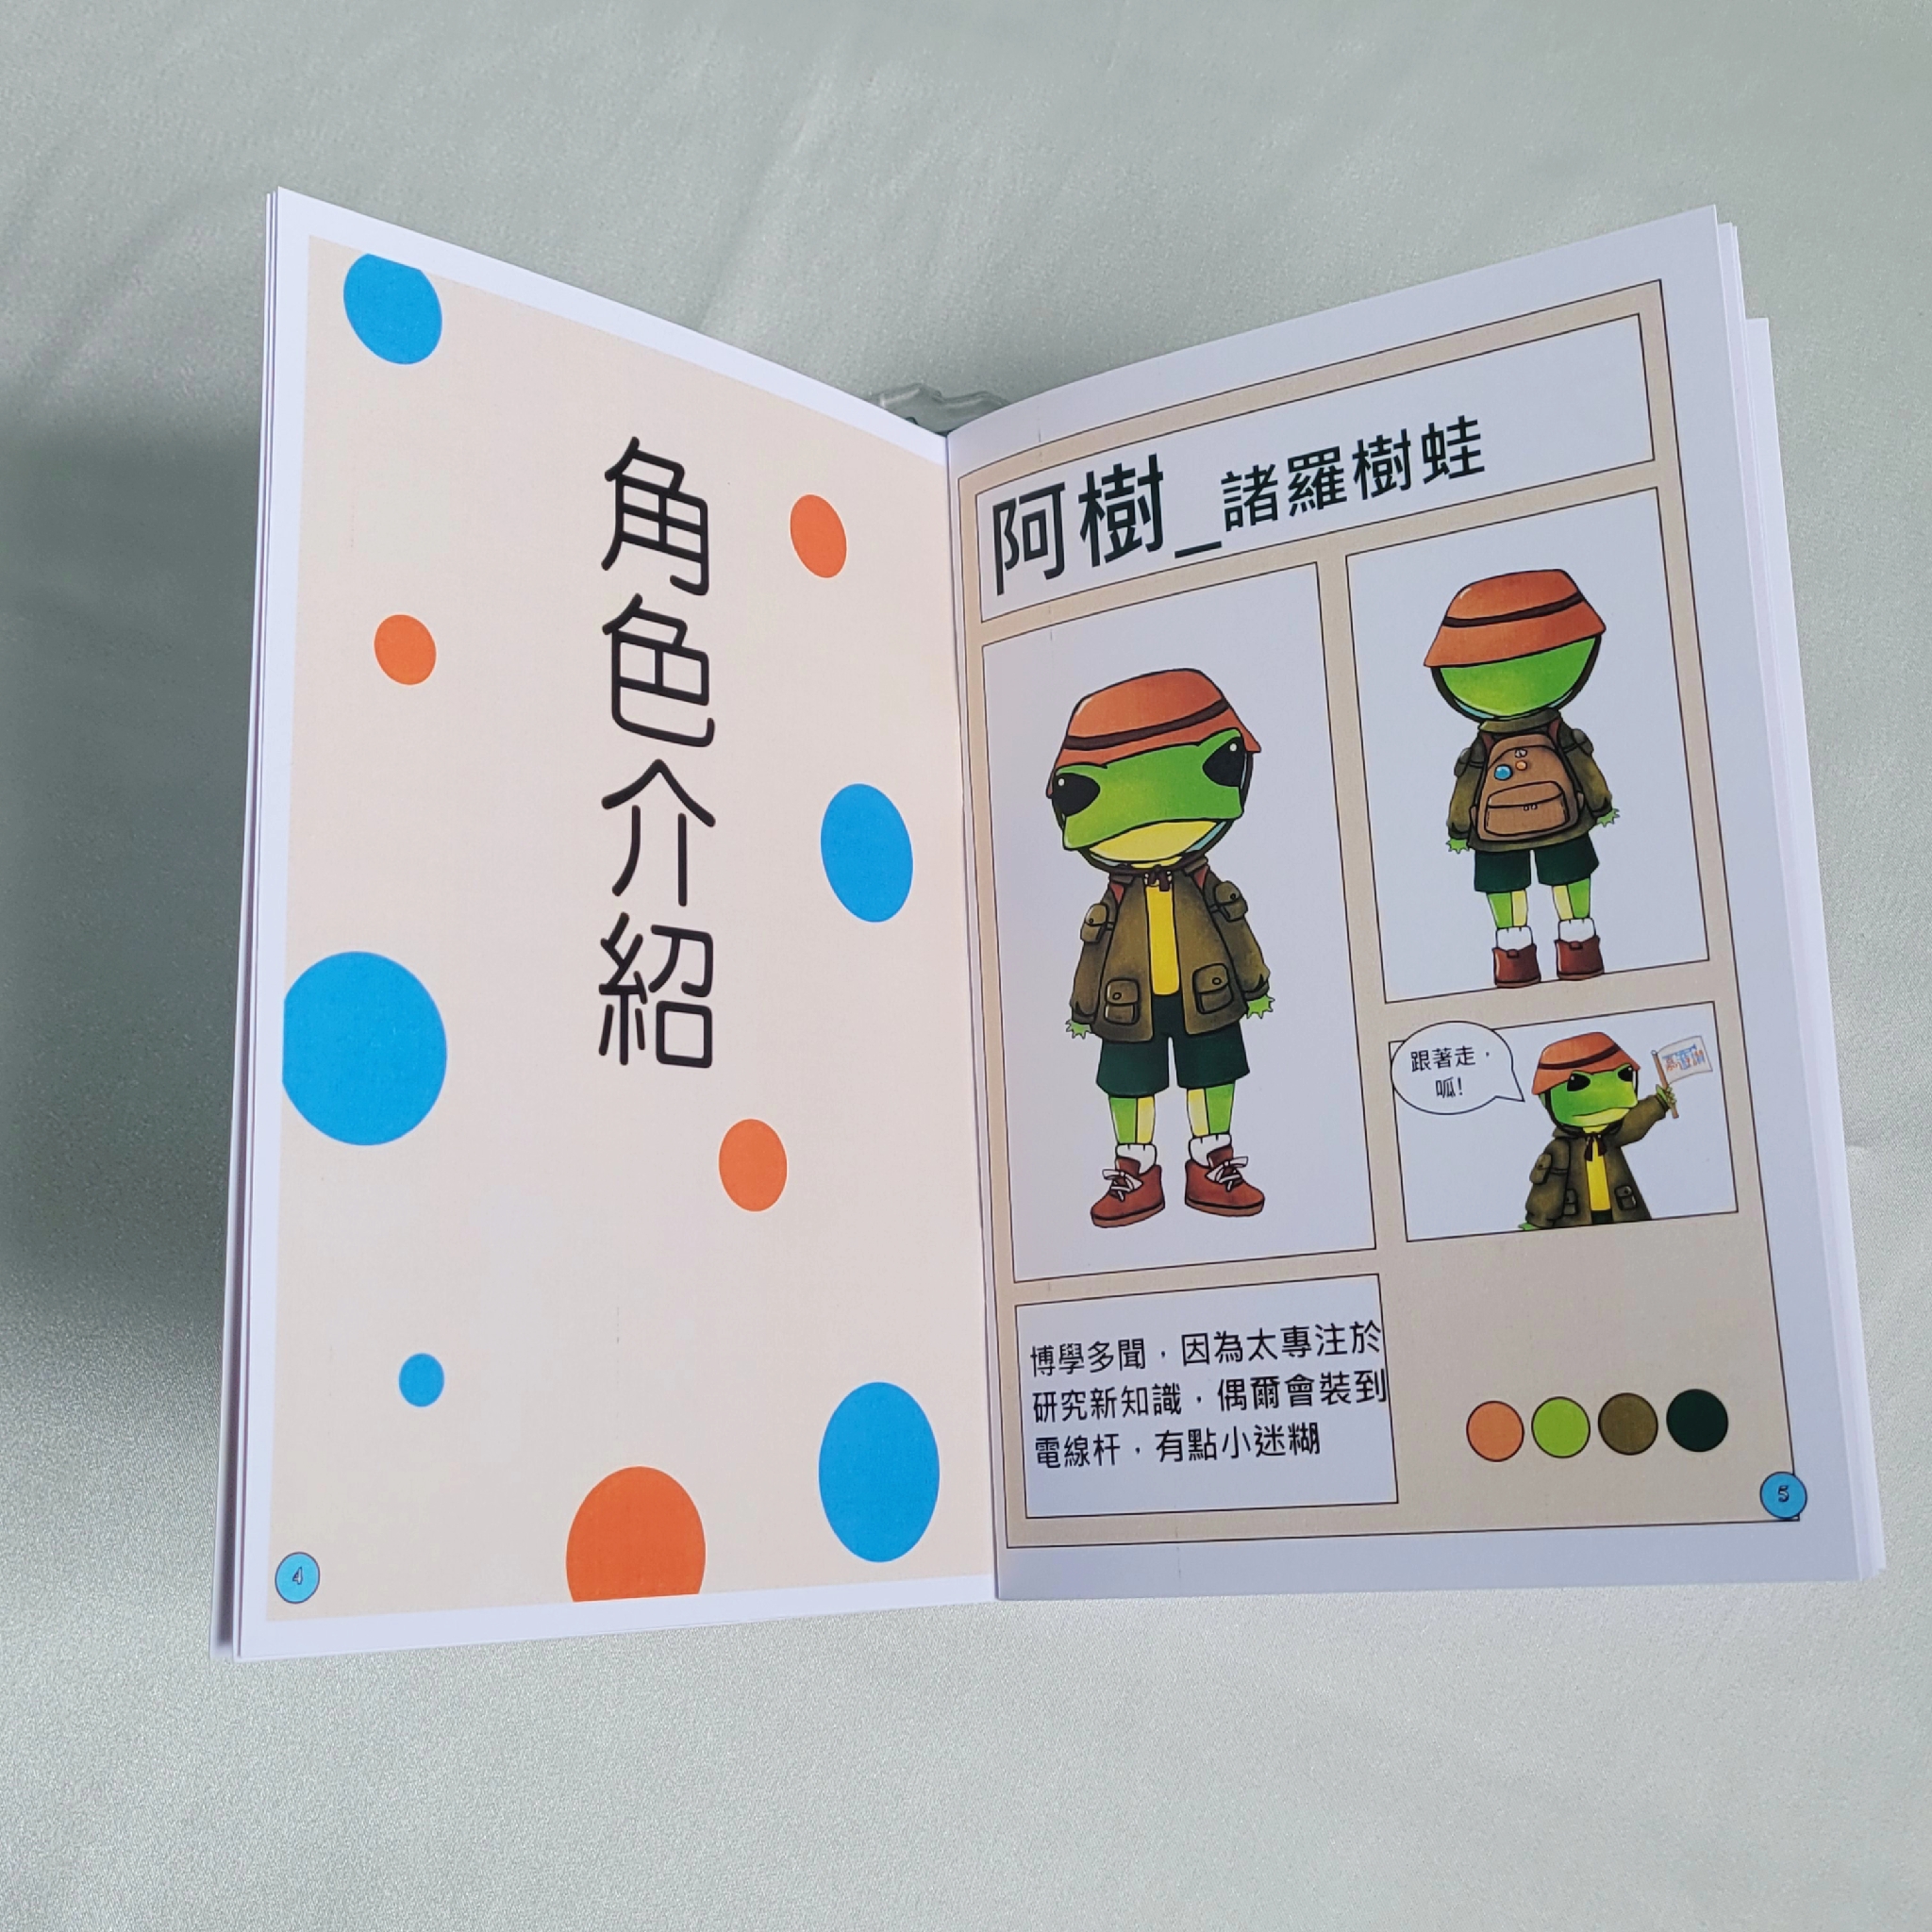 角色介紹
4
阿樹_諸羅樹蛙
跟著走，
呱！
博學多聞，因為太專注於
研究新知識，偶爾會裝到
電線杆，有點小迷糊
5